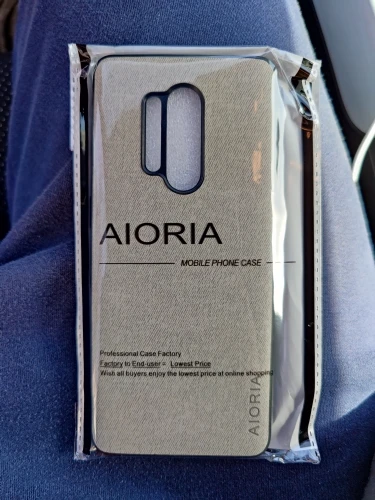 AIORIA
MOBILE PHONE CASE
Professional Case Factory
Factory to End-user = Lowest Price
Wish all buyers enjoy the lowest price at online shopping
AIORIA